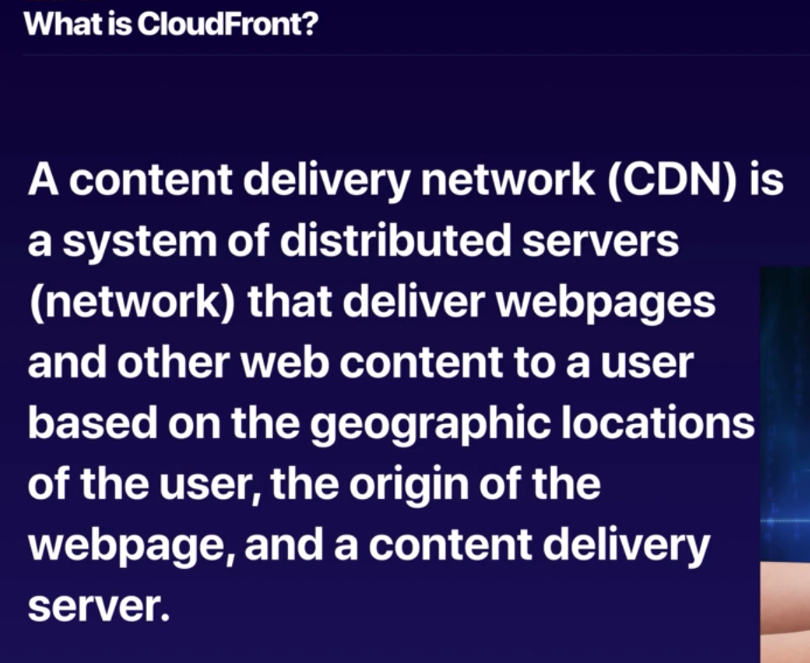 What is CloudFront?
A content delivery network (CDN) is
a system of distributed servers
(network) that deliver webpages
and other web content to a user
based on the geographic locations
of the user, the origin of the
webpage, and a content delivery
server.